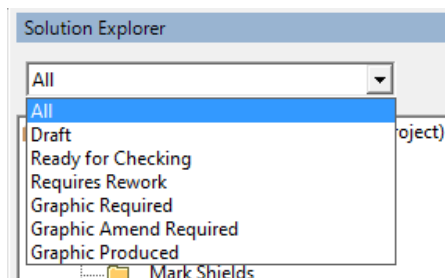 Solution Explorer
All
All
Draft
oject)
Ready for Checking
Requires Rework
Graphic Required
Graphic Amend Required
Graphic Produced
Mark Shields